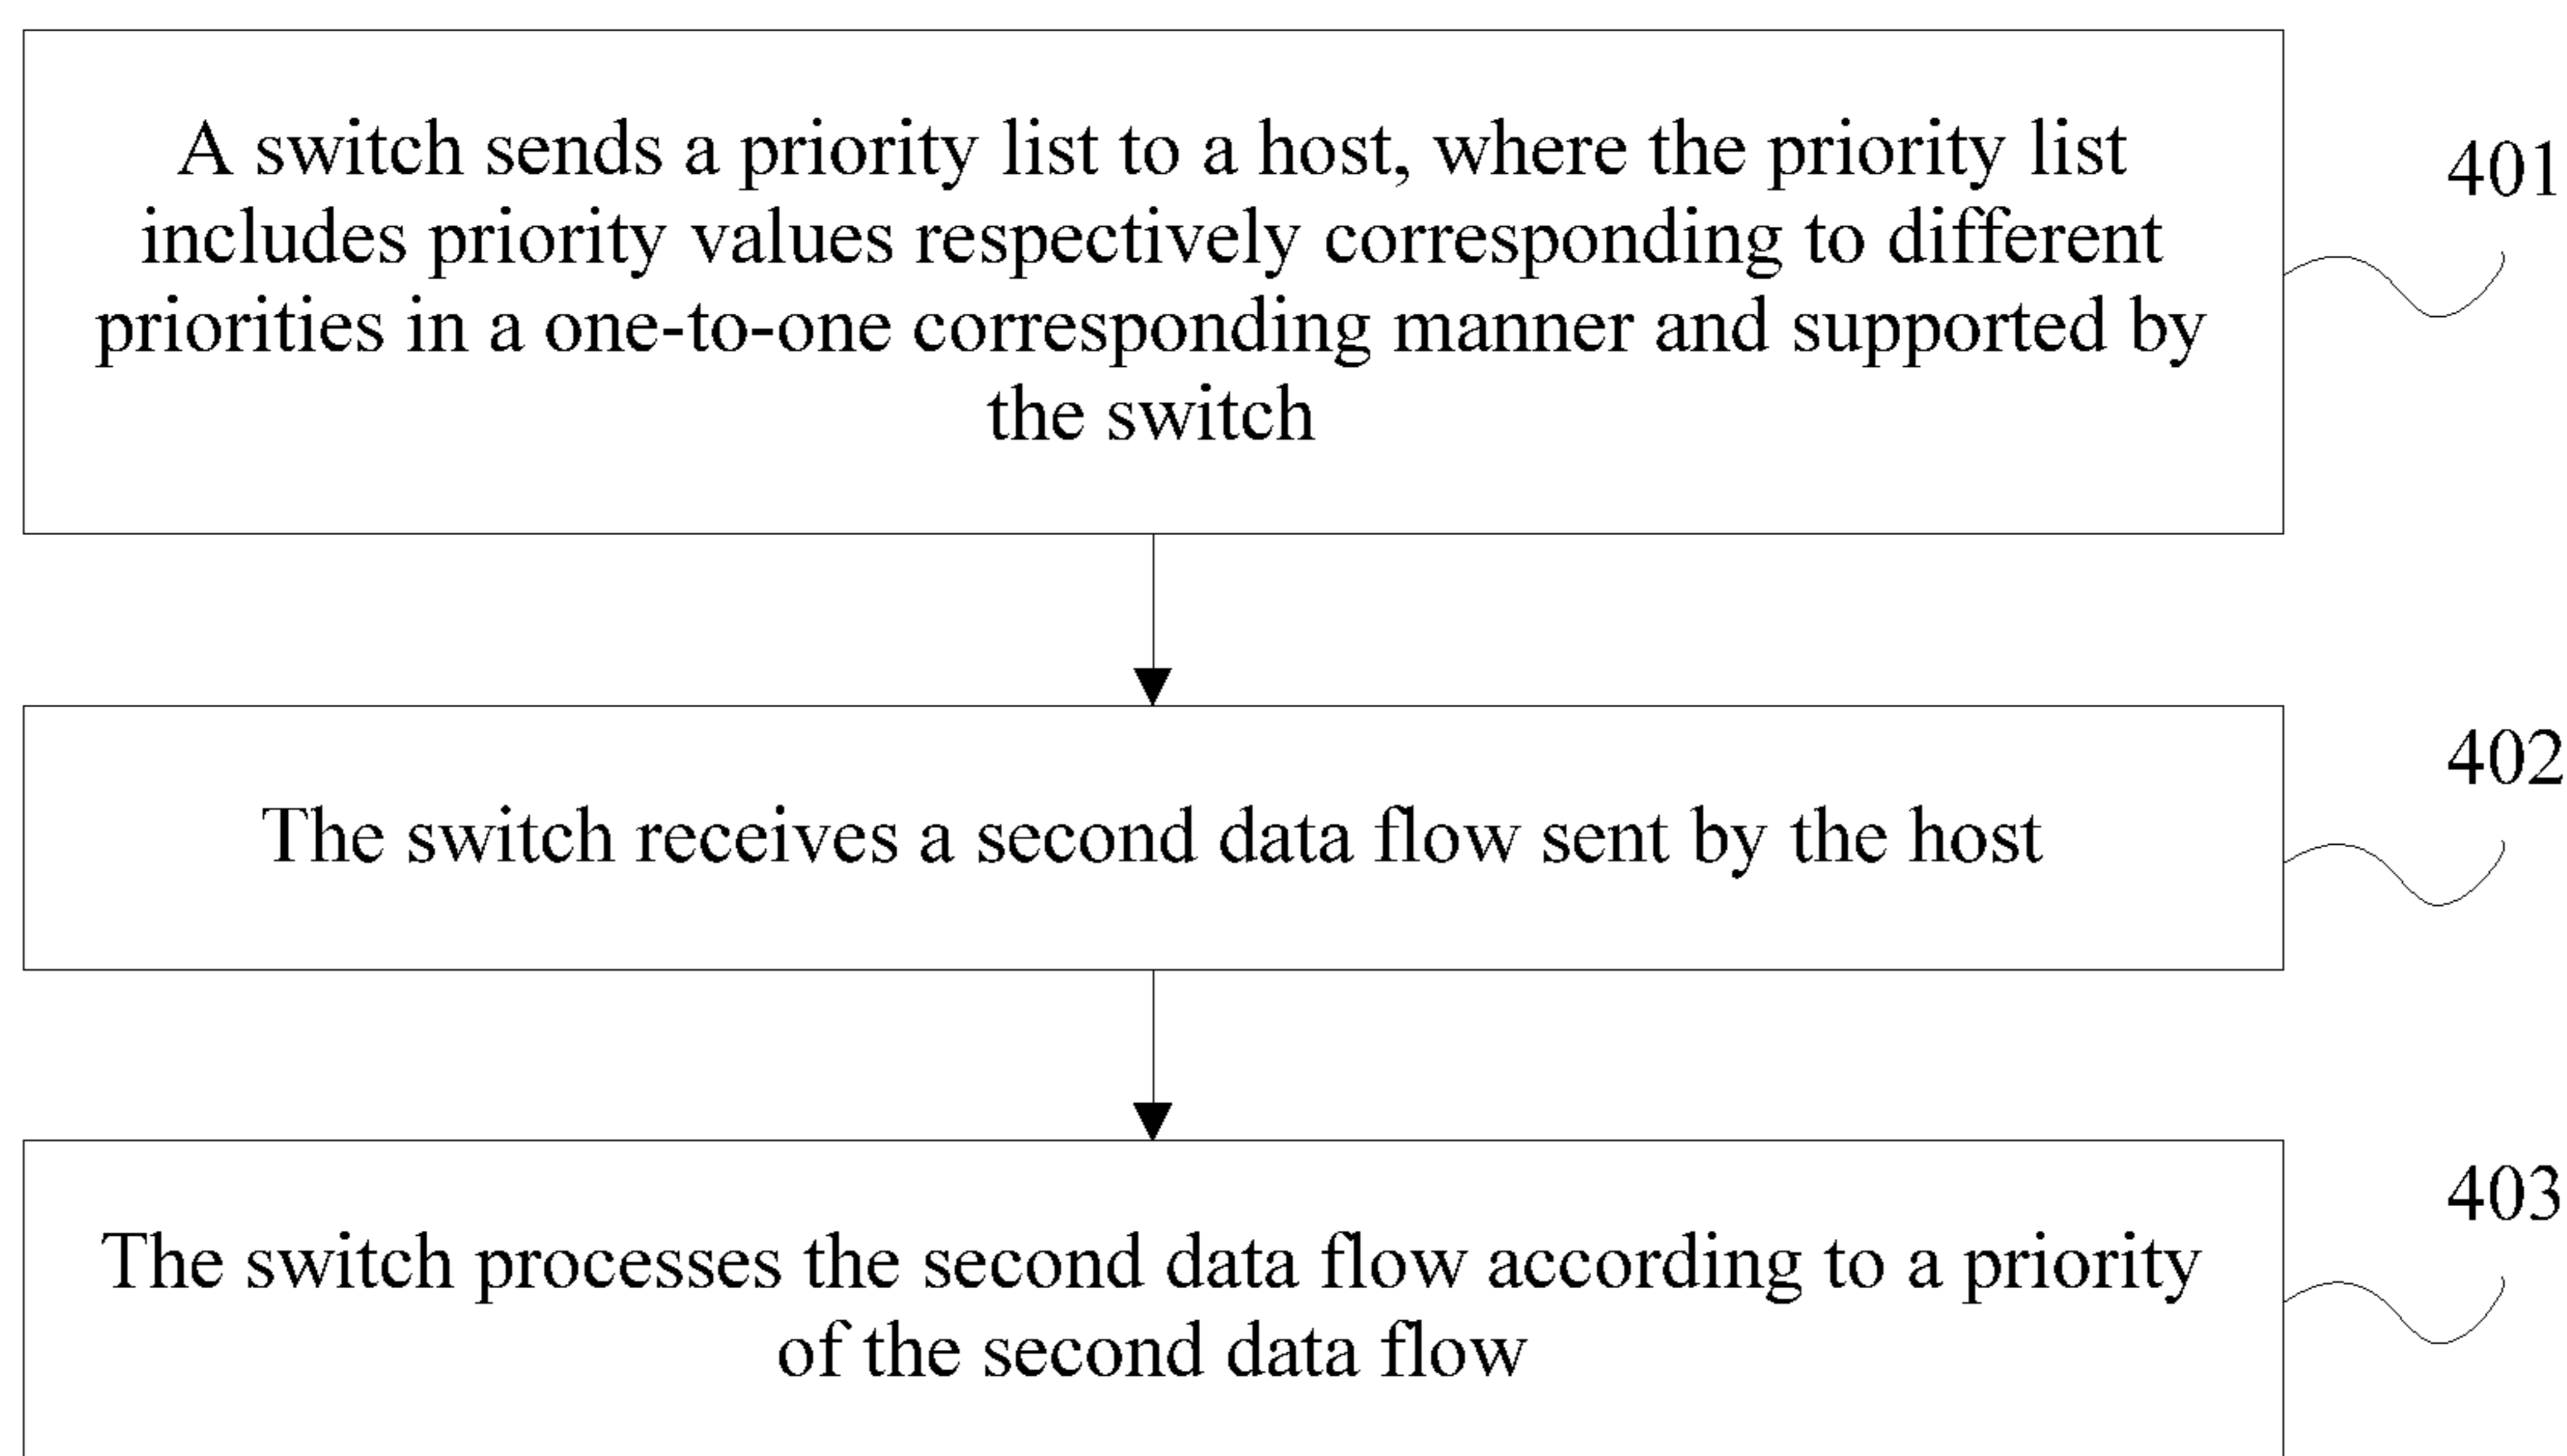 A switch sends a priority list to a host, where the priority list
includes priority values respectively corresponding to different
priorities in a one-to-one corresponding manner and supported by
the switch
401
The switch receives a second data flow sent by the host
402
The switch processes the second data flow according to a priority
of the second data flow
403